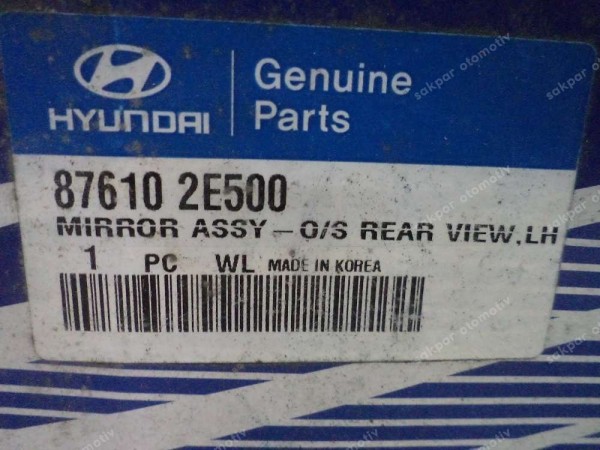 HYUNDAI
Genuine
Parts
87610 2E500
MIRROR ASSY - O/S REAR VIEW,LH
1 PC WL MADE IN KOREA
sakpar otomotiv